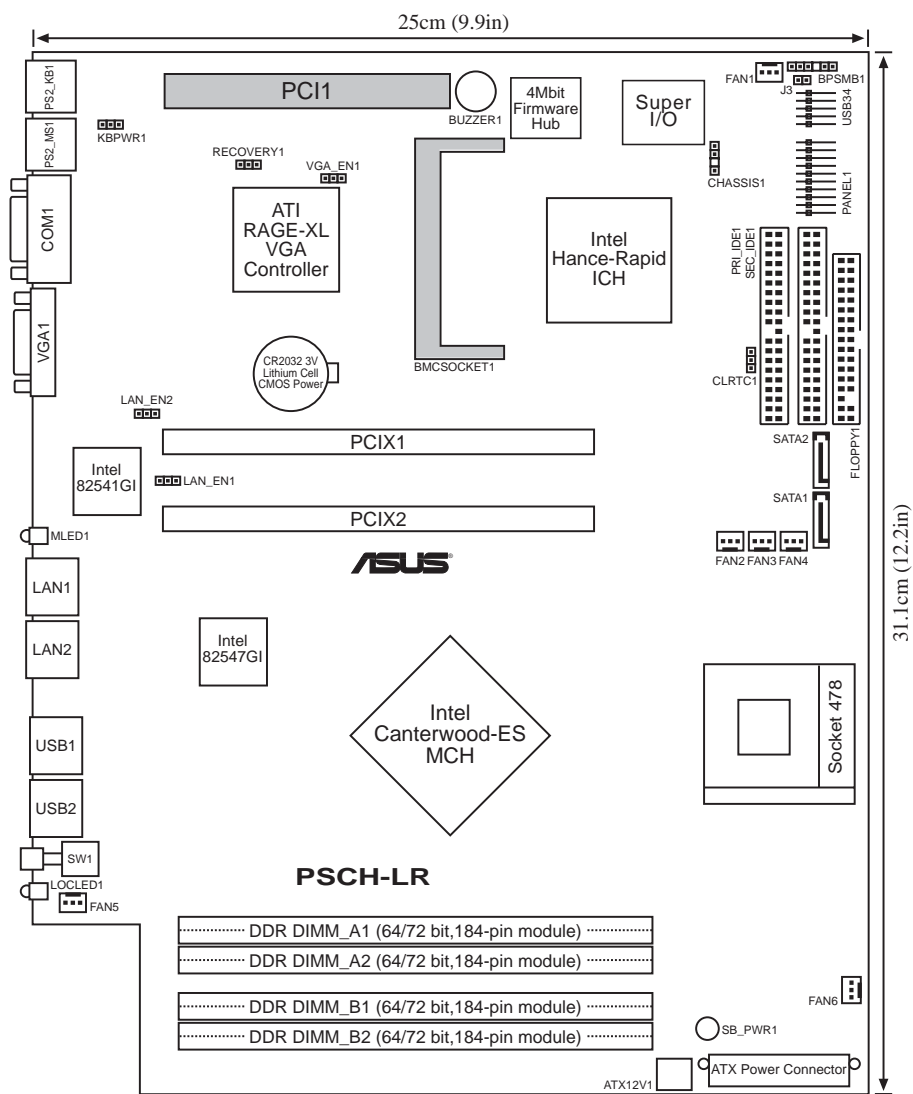 25cm (9.9in)
PS2_KB1
PCI1
BUZZER1
4Mbit
Firmware
Hub
Super
I/O
FAN1
BPSMB1
J3
USB34
PS2_MS1
KBPWR1
RECOVERY1
VGA_EN1
CHASSIS1
PANEL1
COM1
ATI
RAGE-XL
VGA
Controller
Intel
Hance-Rapid
ICH
PRI_IDE1
SEC_IDE1
VGA1
CR2032 3V
Lithium Cell
CMOS Power
BMCSOCKET1
CLRTC1
LAN_EN2
PCIX1
SATA2
FLOPPY1
Intel
82541GI
LAN_EN1
SATA1
PCIX2
MLED1
ASUS®
FAN2
FAN3
FAN4
31.1cm (12.2in)
LAN1
LAN2
Intel
82547GI
Intel
Canterwood-ES
MCH
Socket 478
USB1
USB2
SW1
PSCH-LR
LOCLED1
FAN5
DDR DIMM_A1 (64/72 bit,184-pin module)
DDR DIMM_A2 (64/72 bit,184-pin module)
DDR DIMM_B1 (64/72 bit,184-pin module)
DDR DIMM_B2 (64/72 bit,184-pin module)
FAN6
SB_PWR1
ATX Power Connector
ATX12V1